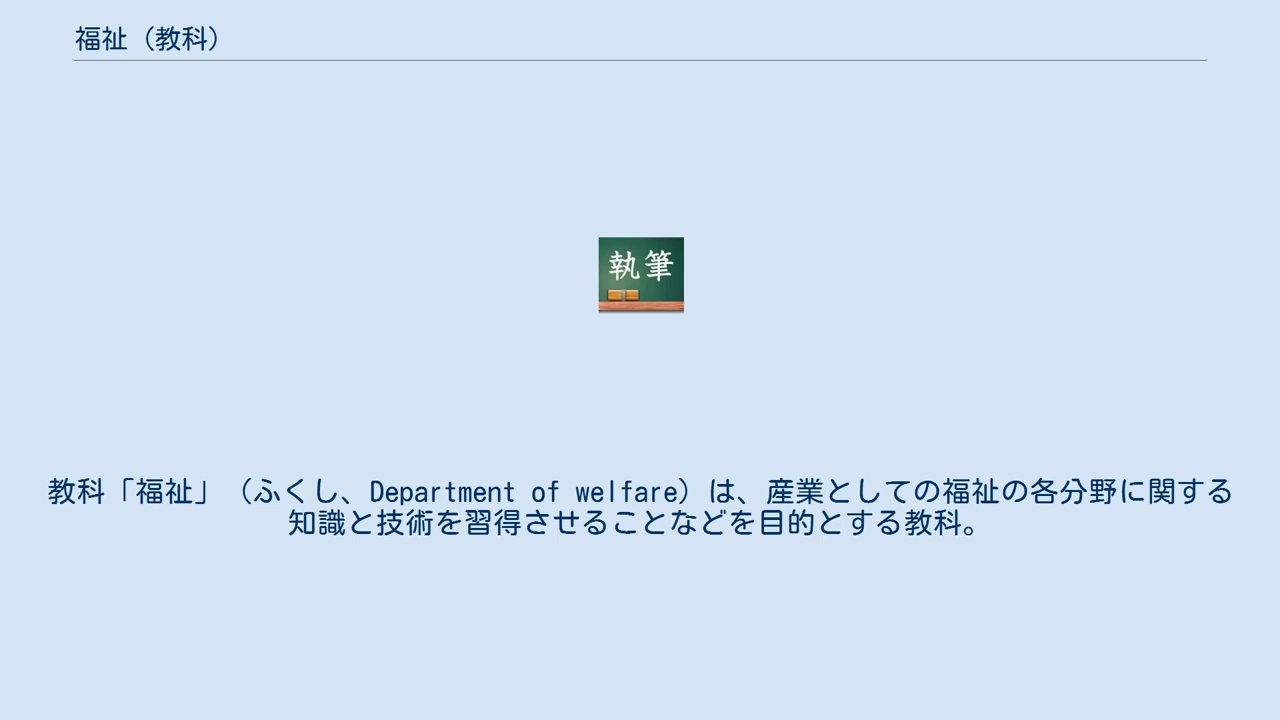 福祉（教科）
執筆
教科「福祉」（ふくし、Department of welfare）は、産業としての福祉の各分野に関する
知識と技術を習得させることなどを目的とする教科。